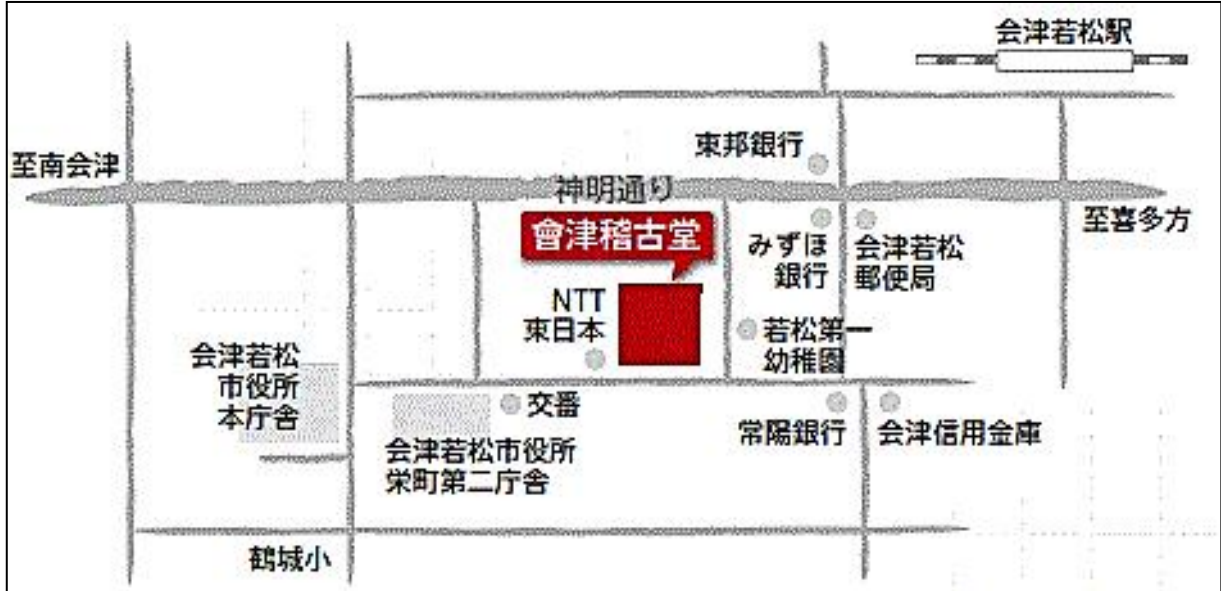 会津若松駅
東邦銀行
至南会津
神明通り
至喜多方
會津稽古堂
みずほ
銀行
会津若松
郵便局
NTT
東日本
若松第一
幼稚園
会津若松
市役所
本庁舎
交番
会津若松市役所
栄町第二庁舎
常陽銀行
会津信用金庫
鶴城小